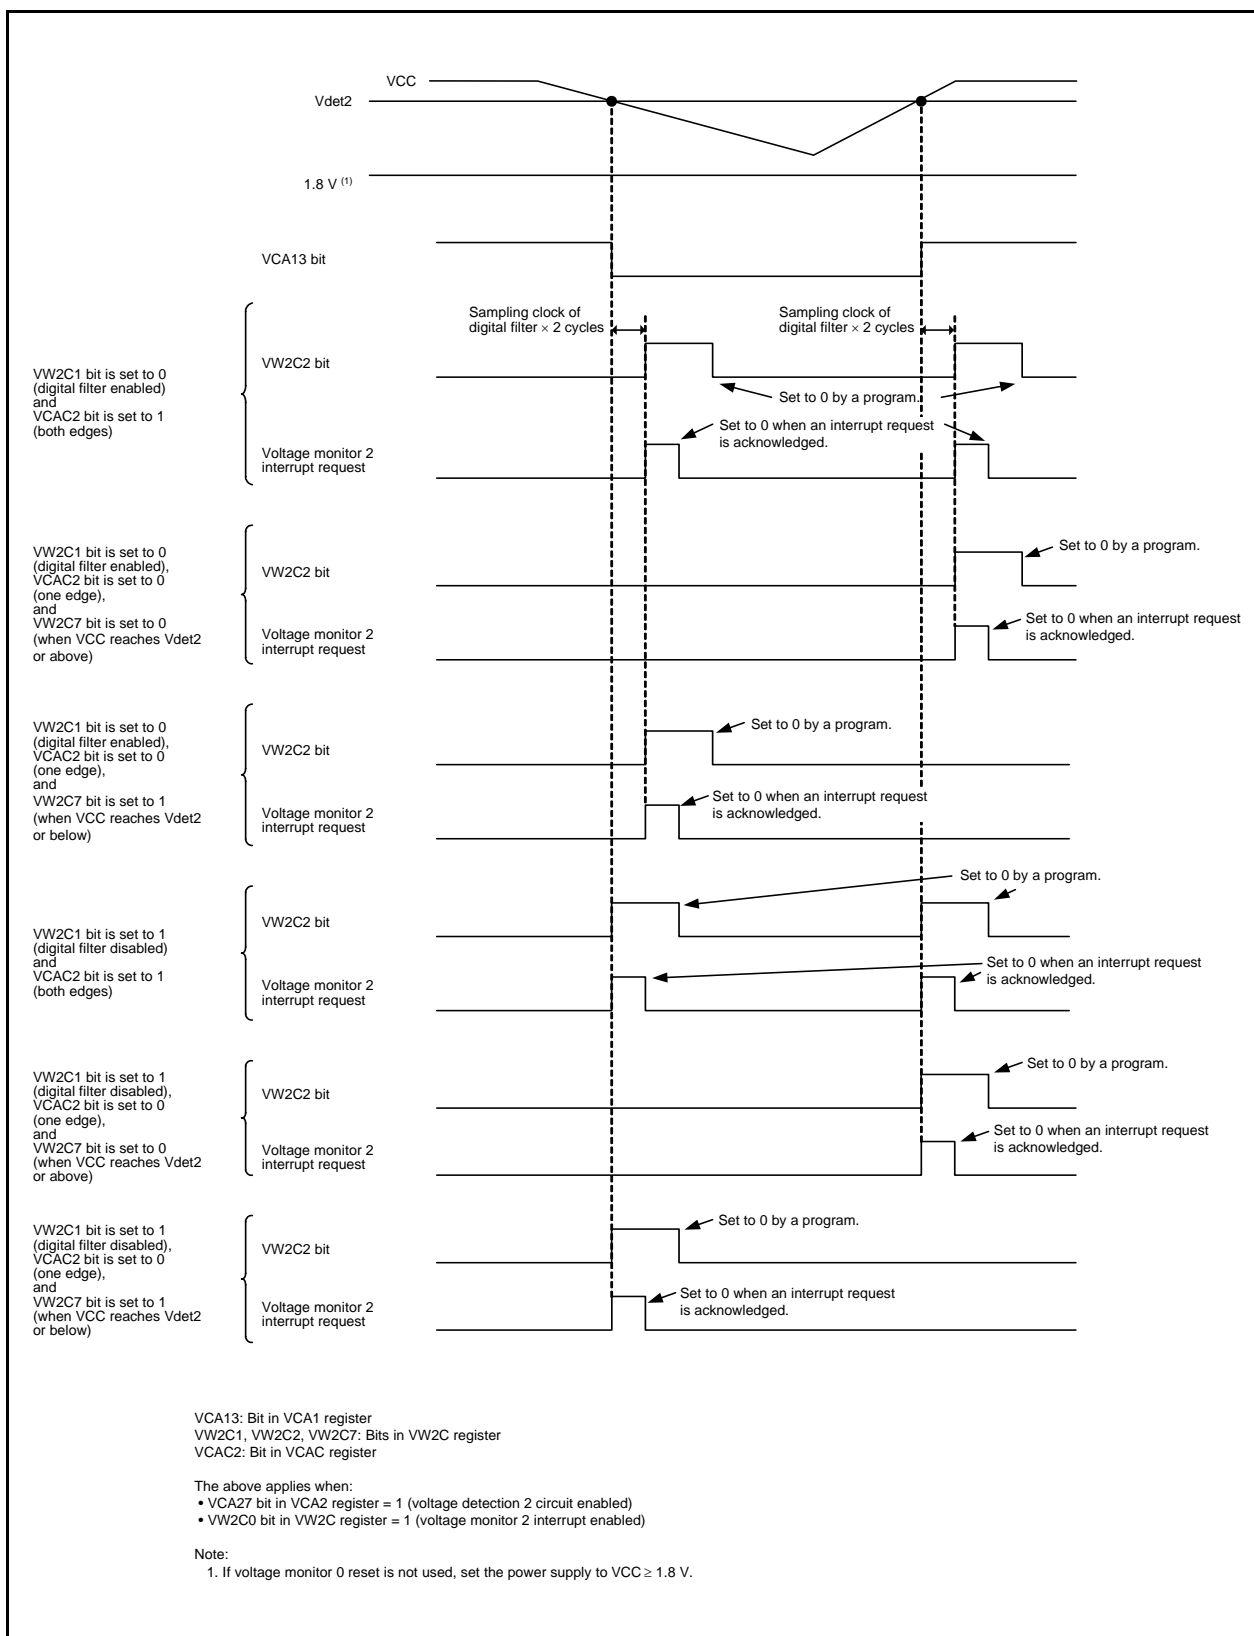 VCC
Vdet2
1.8 V (1)
VCA13 bit
Sampling clock of
digital filter × 2 cycles
Sampling clock of
digital filter × 2 cycles
VW2C1 bit is set to 0
(digital filter enabled)
and
VCAC2 bit is set to 1
(both edges)
VW2C2 bit
Set to 0 by a program.
Voltage monitor 2
interrupt request
Set to 0 when an interrupt request
is acknowledged.
VW2C1 bit is set to 0
(digital filter enabled),
VCAC2 bit is set to 0
(one edge),
and
VW2C7 bit is set to 0
(when VCC reaches Vdet2
or above)
VW2C2 bit
Set to 0 by a program.
Voltage monitor 2
interrupt request
Set to 0 when an interrupt request
is acknowledged.
VW2C1 bit is set to 0
(digital filter enabled),
VCAC2 bit is set to 0
(one edge),
and
VW2C7 bit is set to 1
(when VCC reaches Vdet2
or below)
VW2C2 bit
Set to 0 by a program.
Voltage monitor 2
interrupt request
Set to 0 when an interrupt request
is acknowledged.
VW2C1 bit is set to 1
(digital filter disabled)
and
VCAC2 bit is set to 1
(both edges)
VW2C2 bit
Set to 0 by a program.
Voltage monitor 2
interrupt request
Set to 0 when an interrupt request
is acknowledged.
VW2C1 bit is set to 1
(digital filter disabled),
VCAC2 bit is set to 0
(one edge),
and
VW2C7 bit is set to 0
(when VCC reaches Vdet2
or above)
VW2C2 bit
Set to 0 by a program.
Voltage monitor 2
interrupt request
Set to 0 when an interrupt request
is acknowledged.
VW2C1 bit is set to 1
(digital filter disabled),
VCAC2 bit is set to 0
(one edge),
and
VW2C7 bit is set to 1
(when VCC reaches Vdet2
or below)
VW2C2 bit
Set to 0 by a program.
Voltage monitor 2
interrupt request
Set to 0 when an interrupt request
is acknowledged.
VCA13: Bit in VCA1 register
VW2C1, VW2C2, VW2C7: Bits in VW2C register
VCAC2: Bit in VCAC register
The above applies when:
• VCA27 bit in VCA2 register = 1 (voltage detection 2 circuit enabled)
• VW2C0 bit in VW2C register = 1 (voltage monitor 2 interrupt enabled)
Note:
1. If voltage monitor 0 reset is not used, set the power supply to VCC ≥ 1.8 V.